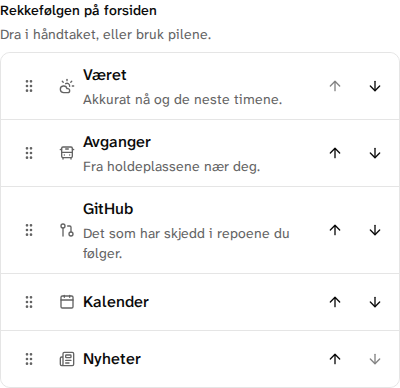 Rekkefølgen på forsiden
Dra i håndtaket, eller bruk pilene.
Været
Akkurat nå og de neste timene.
Avganger
Fra holdeplassene nær deg.
GitHub
Det som har skjedd i repoene du
følger.
Kalender
Nyheter